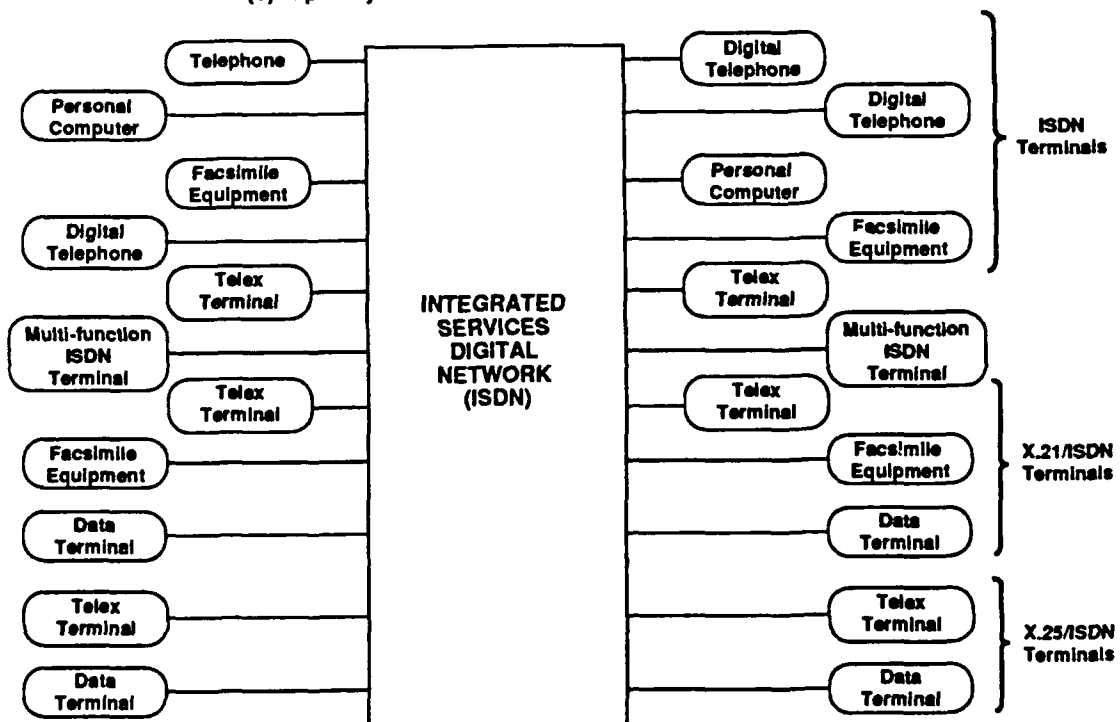 Telephone
Personal
Computer
Facsimile
Equipment
Digital
Telephone
Telex
Terminal
Multi-function
ISDN
Terminal
Telex
Terminal
Facsimile
Equipment
Data
Terminal
Telex
Terminal
Data
Terminal
INTEGRATED
SERVICES
DIGITAL
NETWORK
(ISDN)
Digital
Telephone
Digital
Telephone
Personal
Computer
Facsimile
Equipment
Telex
Terminal
Multi-function
ISDN
Terminal
Telex
Terminal
Facsimile
Equipment
Data
Terminal
Telex
Terminal
Data
Terminal
ISDN
Terminals
X.21/ISDN
Terminals
X.25/ISDN
Terminals